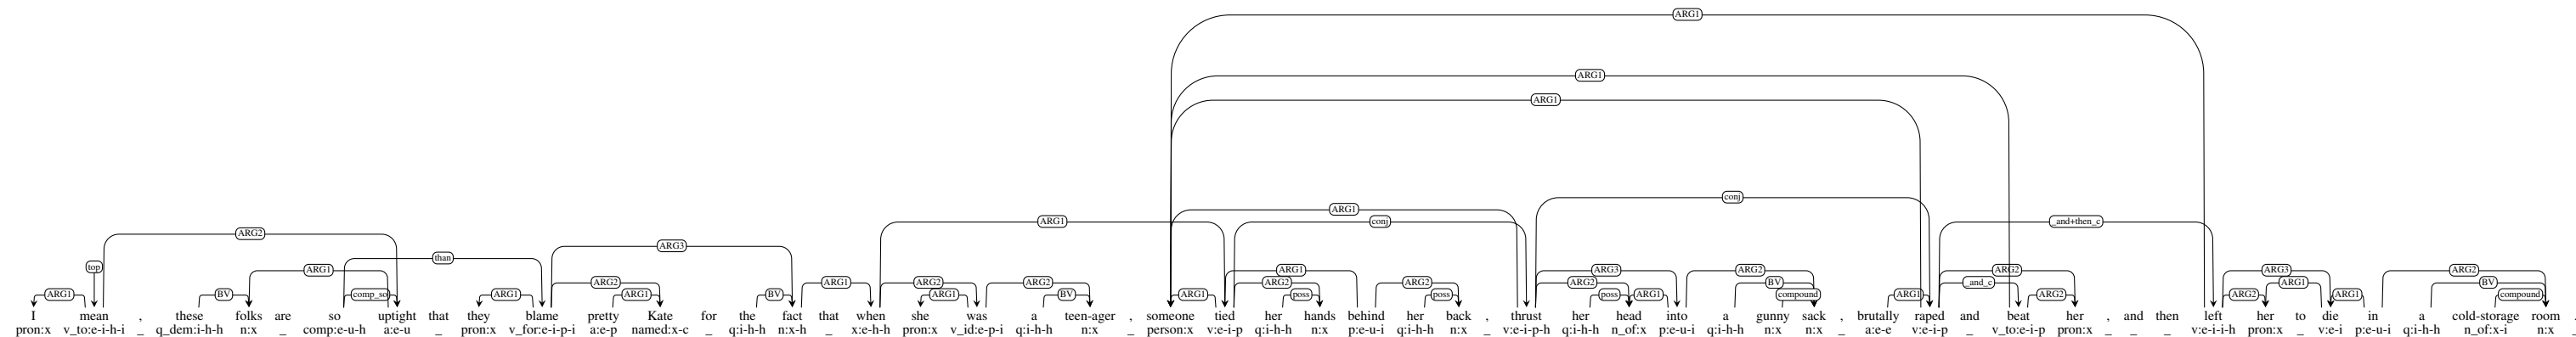 ARG1
ARG1
ARG1
conj
ARG1
ARG1 conj _and+then_c
ARG2
ARG3
than
top ARG1 ARG1 ARG3 ARG2 ARG3 ARG2
ARG2 ARG1 ARG2 ARG2 ARG2 ARG2 ARG2 ARG2 BV _and_c ARG1 BV
ARG1 BV comp_so ARG1 ARG1 BV ARG1 BV ARG1 poss poss poss ARG1 compound ARG1 ARG2 ARG2 ARG1 compound
I mean , these folks are so uptight that they blame pretty Kate for the fact that when she was a teen-ager , someone tied her hands behind her back , thrust her head into a gunny sack , brutally raped and beat her , and then left her to die in a cold-storage room .
pron:x v_to:e-i-h-i _ q_dem:i-h-h n:x _ comp:e-u-h a:e-u _ pron:x v_for:e-i-p-i a:e-p named:x-c _ q:i-h-h n:x-h _ x:e-h-h pron:x v_id:e-p-i q:i-h-h n:x _ person:x v:e-i-p q:i-h-h n:x p:e-u-i q:i-h-h n:x _ v:e-i-p-h q:i-h-h n_of:x p:e-u-i q:i-h-h n:x n:x _ a:e-e v:e-i-p _ v_to:e-i-p pron:x _ _ _ v:e-i-i-h pron:x _ v:e-i p:e-u-i q:i-h-h n_of:x-i n:x _